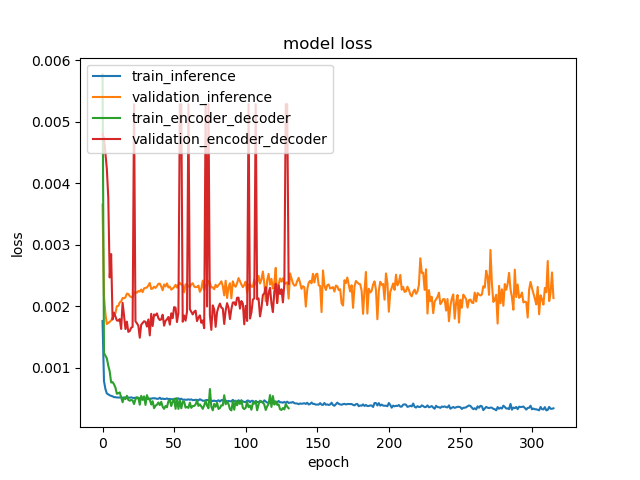 model loss
train_inference
validation_inference
train_encoder_decoder
validation_encoder_decoder
loss
0.006
0.005
0.004
0.003
0.002
0.001
0 50 100 150 200 250 300
epoch